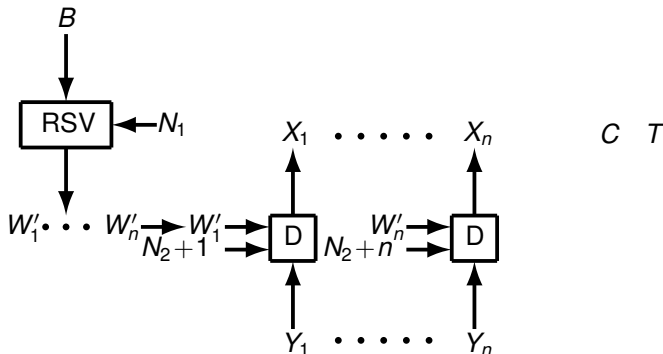 B
RSV N₁
X₁ ..... Xₙ C T
W′₁ ... W′ₙ W′₁ D W′ₙ D
N₂+1 N₂+n
Y₁ ..... Yₙ